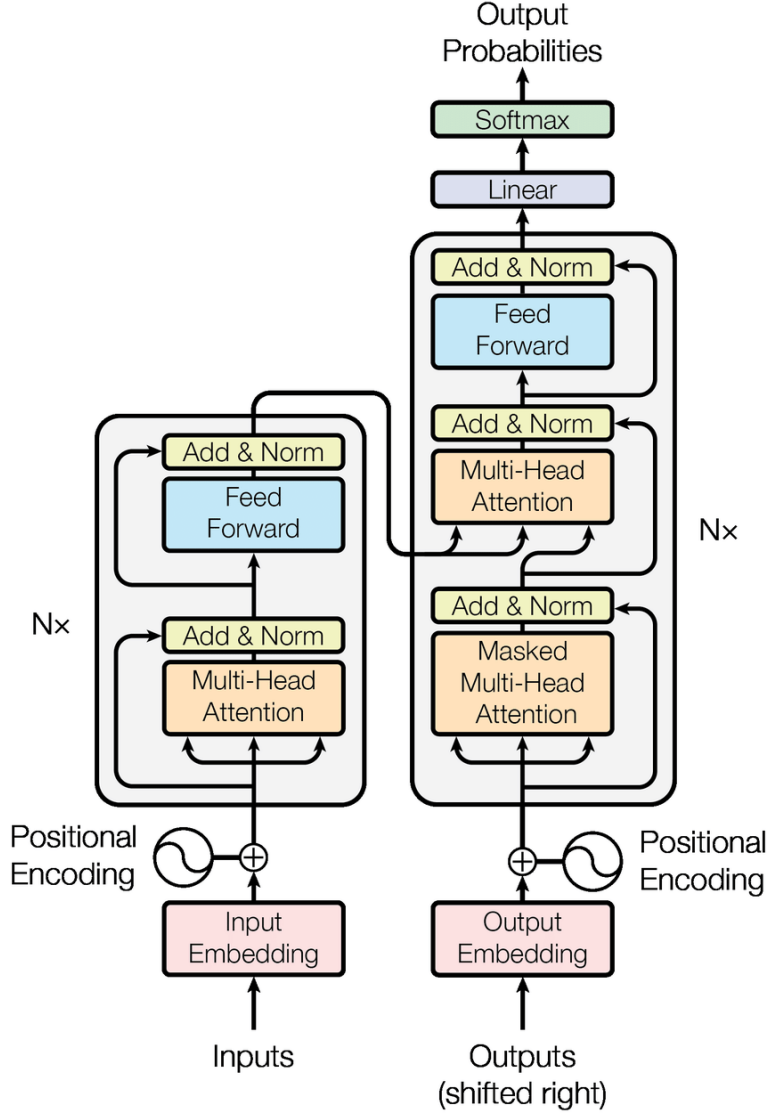 Output
Probabilities
Softmax
Linear
Add & Norm
Feed
Forward
Add & Norm
Multi-Head
Attention
Add & Norm
Masked
Multi-Head
Attention
Nx
Add & Norm
Feed
Forward
Add & Norm
Multi-Head
Attention
Nx
Positional
Encoding
Positional
Encoding
Input
Embedding
Output
Embedding
Inputs
Outputs
(shifted right)